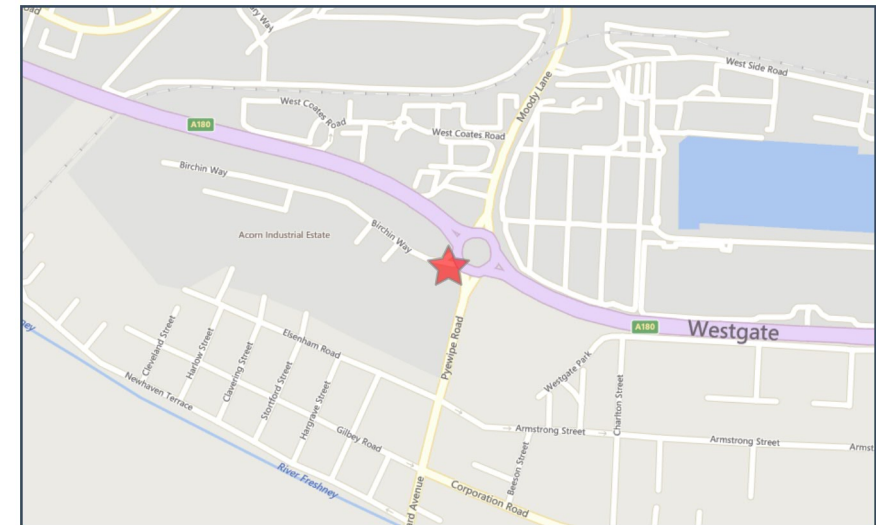 West Side Road
Moody Lane
West Coates Road
A180
West Coates Road
Birchin Way
Birchin Way
Acorn Industrial Estate
A180
Westgate
Pyewipe Road
Elsenham Road
Cleveland Street
Harlow Street
Clavering Street
Stortford Street
Hargrave Street
Westgate Park
Charlton Street
Newhaven Terrace
Gilbey Road
Armstrong Street
Armstrong Street
Beeson Street
River Freshney
Corporation Road